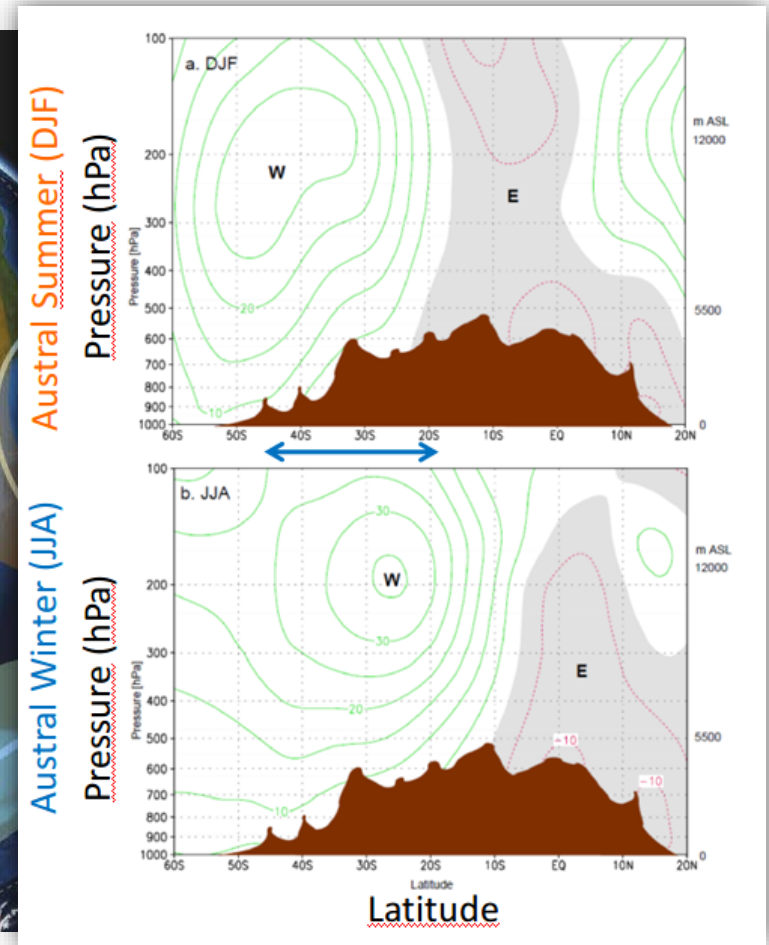 Austral Summer (DJF)
Pressure (hPa)
Pressure [hPa]
a. DJF
100
200
300
400
500
600
700
800
900
1000
W
E
20
10
m ASL
12000
5500
0
60S 50S 40S 30S 20S 10S EQ 10N 20N
Austral Winter (JJA)
Pressure (hPa)
Pressure [hPa]
b. JJA
100
200
300
400
500
600
700
800
900
1000
30
W
30
20
10
E
-10
-10
m ASL
12000
5500
0
60S 50S 40S 30S 20S 10S EQ 10N 20N
Latitude
Latitude